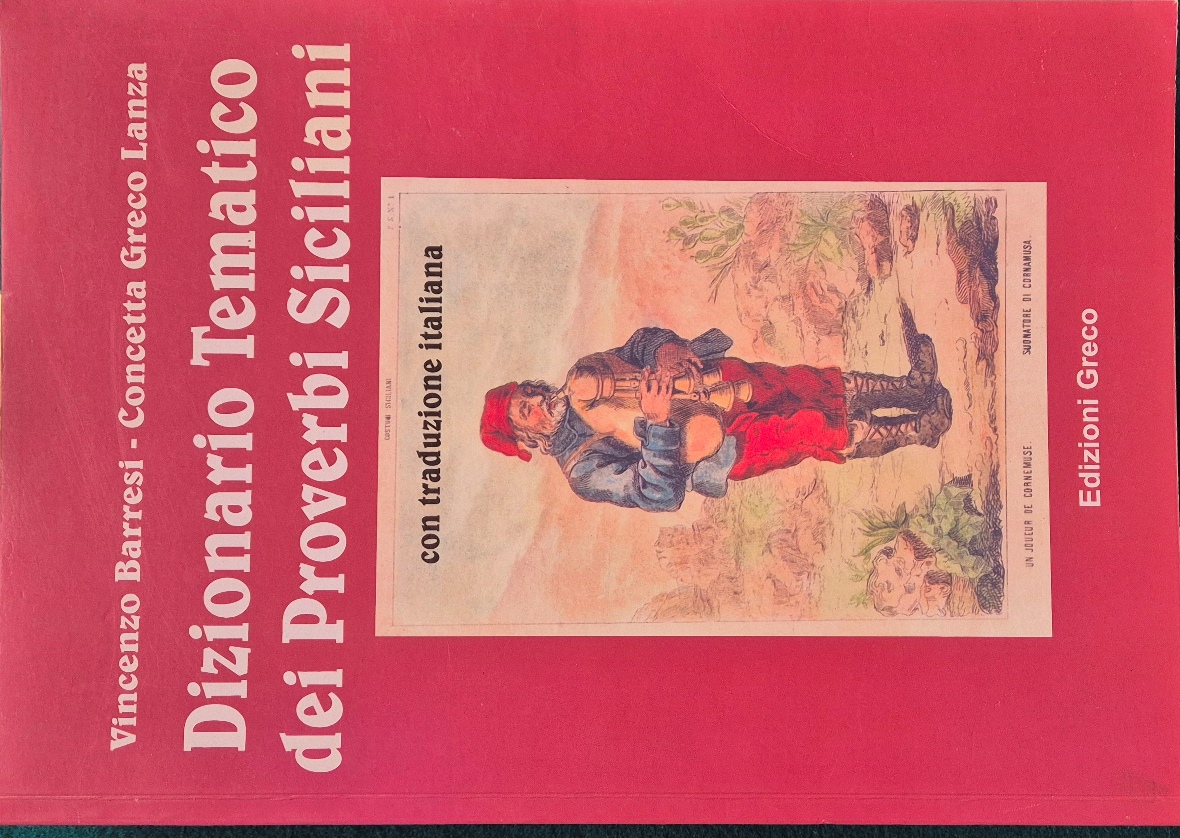 Vincenzo Barresi - Concetta Greco Lanza
Dizionario Tematico
dei Proverbi Siciliani
COSTUMI SICILIANI
con traduzione italiana
UN JOUEUR DE CORNEMUSE.
SUONATORE DI CORNAMUSA.
Edizioni Greco